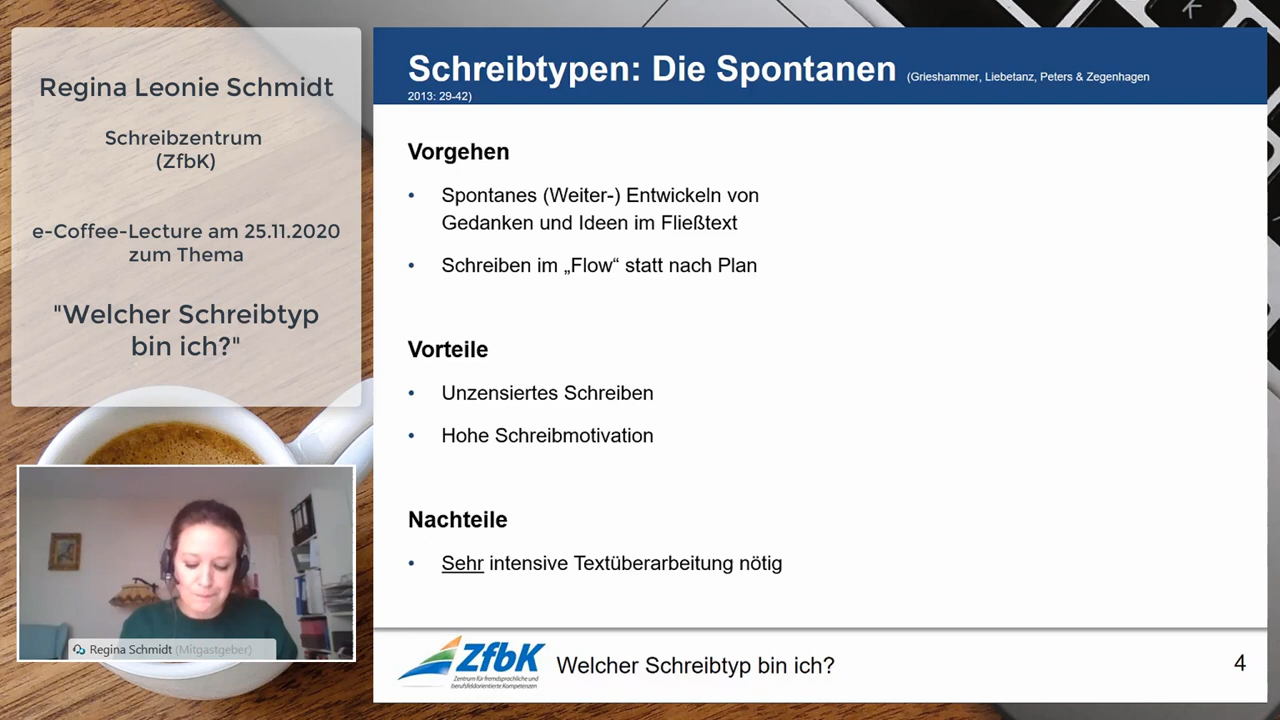 Regina Leonie Schmidt
Schreibzentrum
(ZfbK)
e-Coffee-Lecture am 25.11.2020
zum Thema
"Welcher Schreibtyp
bin ich?"
Regina Schmidt (Mitgastgeber)
Schreibtypen: Die Spontanen (Grieshammer, Liebetanz, Peters & Zegenhagen
2013: 29-42)
Vorgehen
• Spontanes (Weiter-) Entwickeln von
Gedanken und Ideen im Fließtext
• Schreiben im „Flow“ statt nach Plan
Vorteile
• Unzensiertes Schreiben
• Hohe Schreibmotivation
Nachteile
• Sehr intensive Textüberarbeitung nötig
ZfbK
Zentrum für fremdsprachliche und
berufsfeldorientierte Kompetenzen
Welcher Schreibtyp bin ich?
4
K